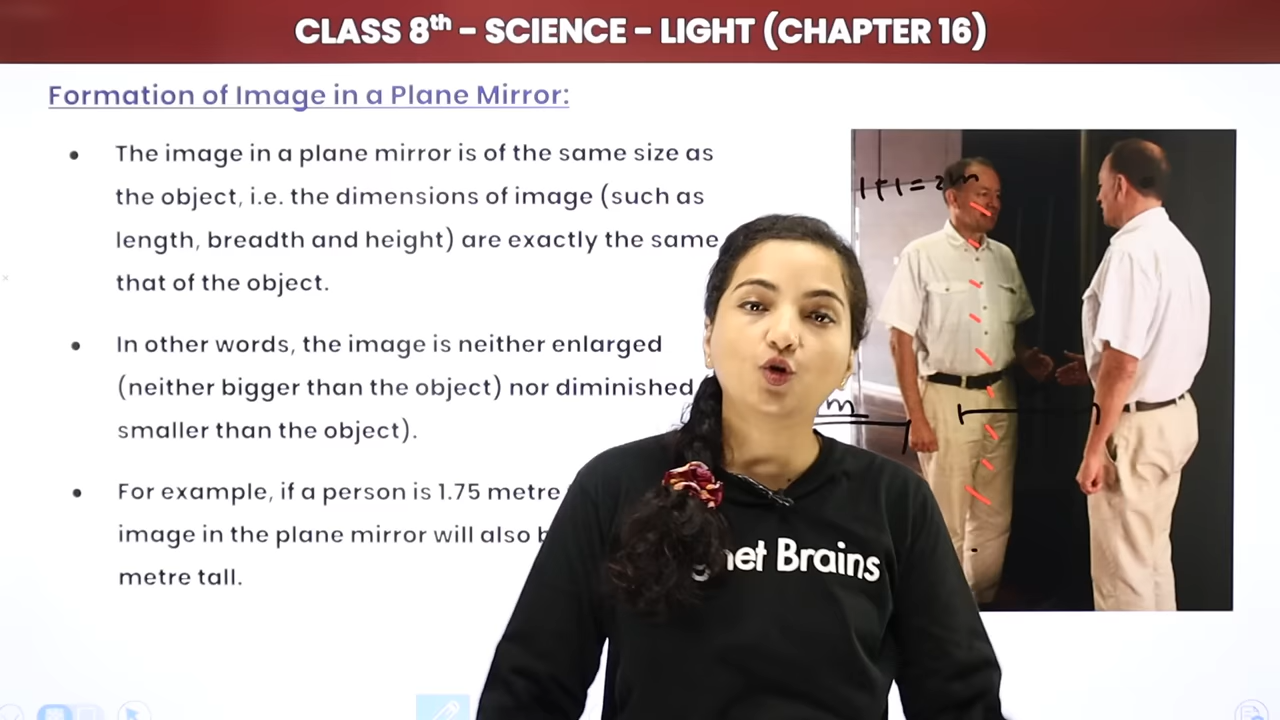 CLASS 8th - SCIENCE - LIGHT (CHAPTER 16)
Formation of Image in a Plane Mirror:
• The image in a plane mirror is of the same size as
the object, i.e. the dimensions of image (such as
length, breadth and height) are exactly the same
that of the object.
• In other words, the image is neither enlarged
(neither bigger than the object) nor diminished
smaller than the object).
• For example, if a person is 1.75 metre
image in the plane mirror will also
metre tall.
1+1=2m
m
net Brains